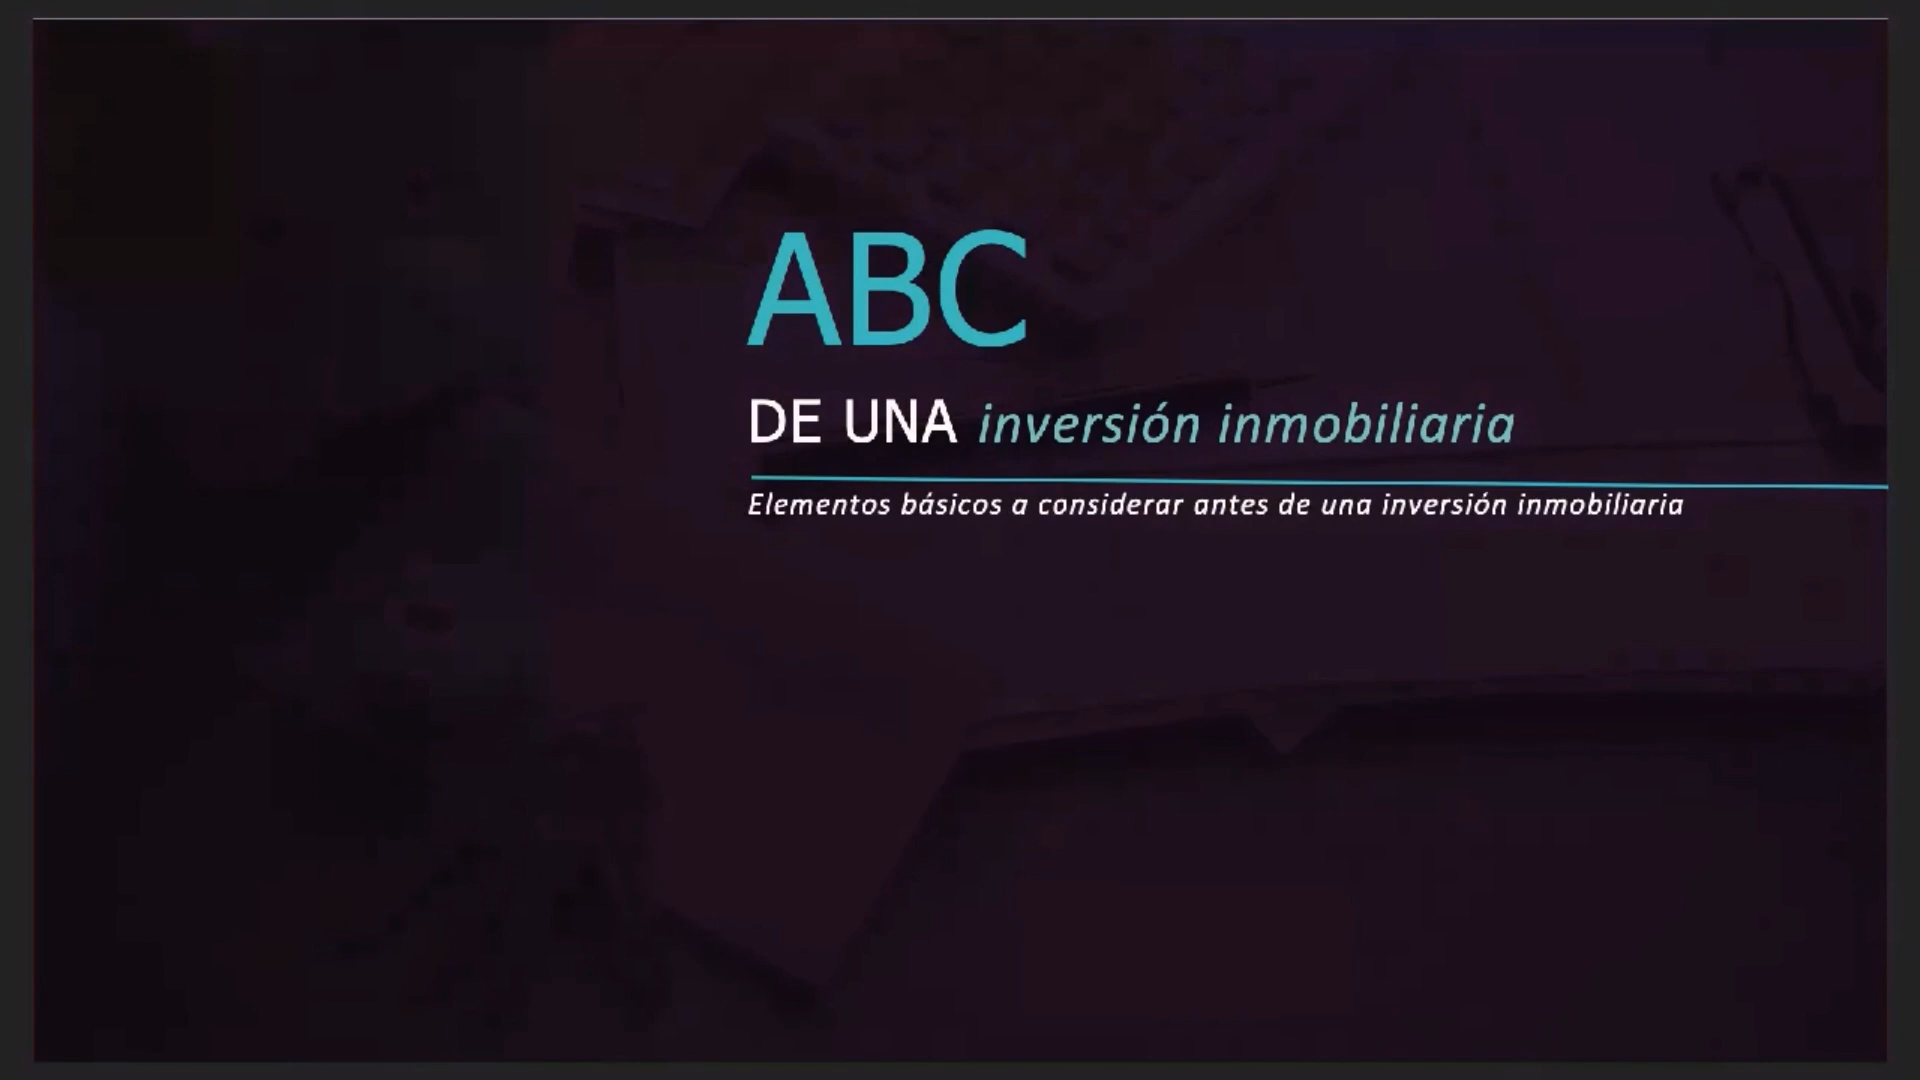 ABC
DE UNA inversión inmobiliaria
Elementos básicos a considerar antes de una inversión inmobiliaria